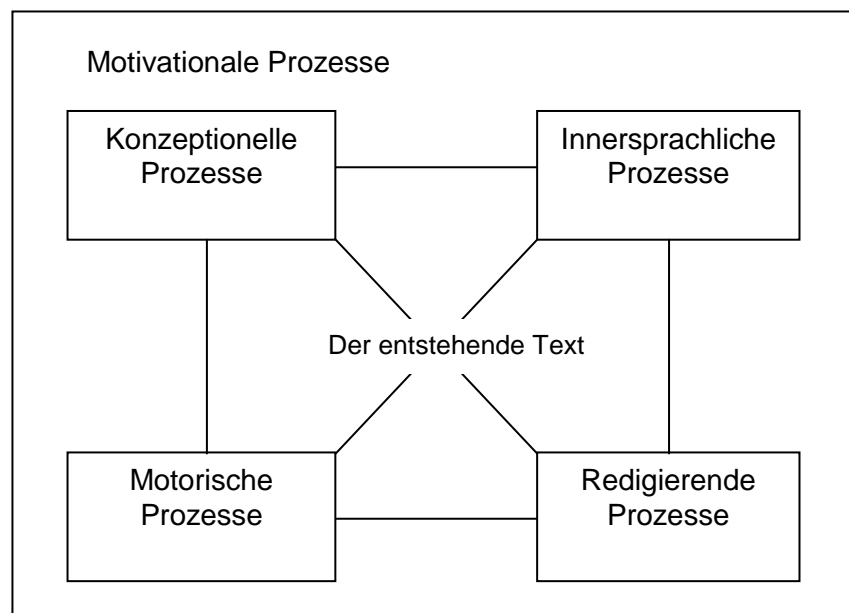 Motivationale Prozesse
Konzeptionelle
Prozesse
Innersprachliche
Prozesse
Der entstehende Text
Motorische
Prozesse
Redigierende
Prozesse